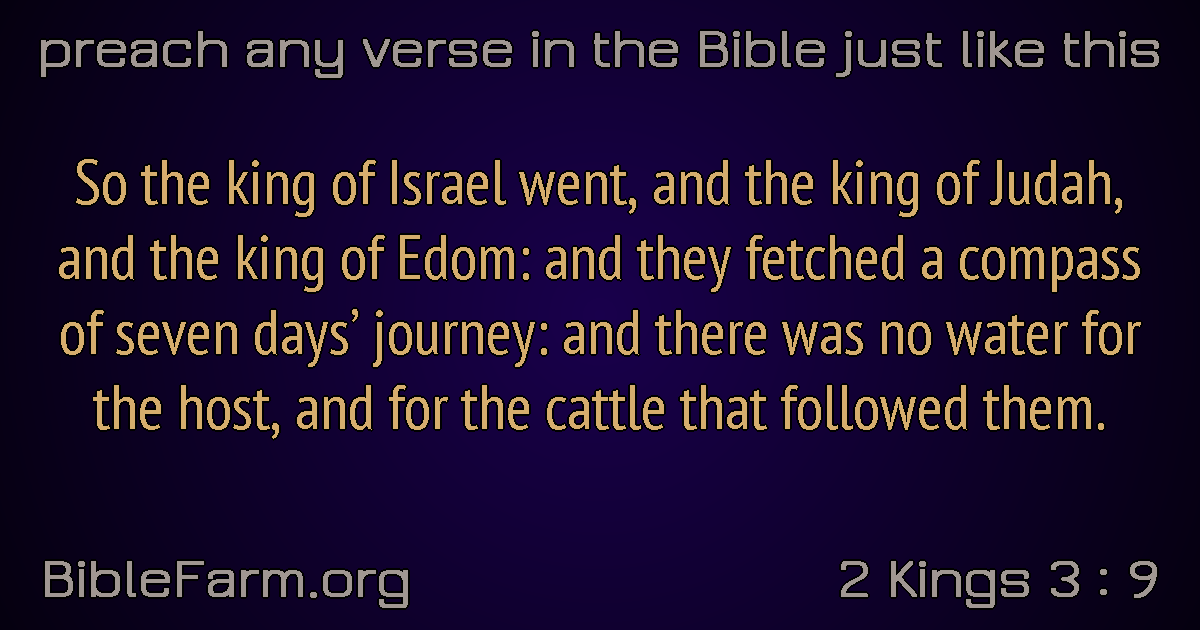 preach any verse in the Bible just like this
So the king of Israel went, and the king of Judah,
and the king of Edom: and they fetched a compass
of seven days’ journey: and there was no water for
the host, and for the cattle that followed them.
BibleFarm.org
2 Kings 3 : 9